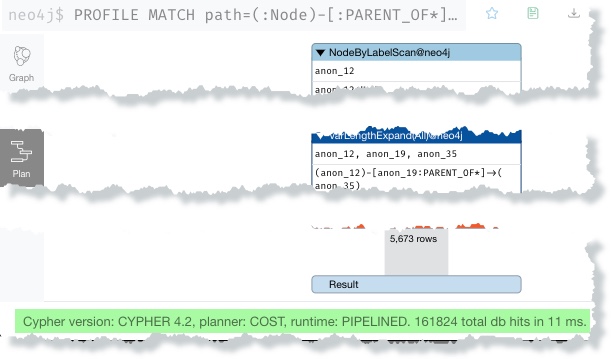 neo4j$ PROFILE MATCH path=(:Node)-[:PARENT_OF*]…
Graph
NodeByLabelScan@neo4j
anon_12
Plan
VarLengthExpand(All)@neo4j
anon_12, anon_19, anon_35
(anon_12)-[anon_19:PARENT_OF*]→(
anon_35)
5,673 rows
Result
Cypher version: CYPHER 4.2, planner: COST, runtime: PIPELINED. 161824 total db hits in 11 ms.